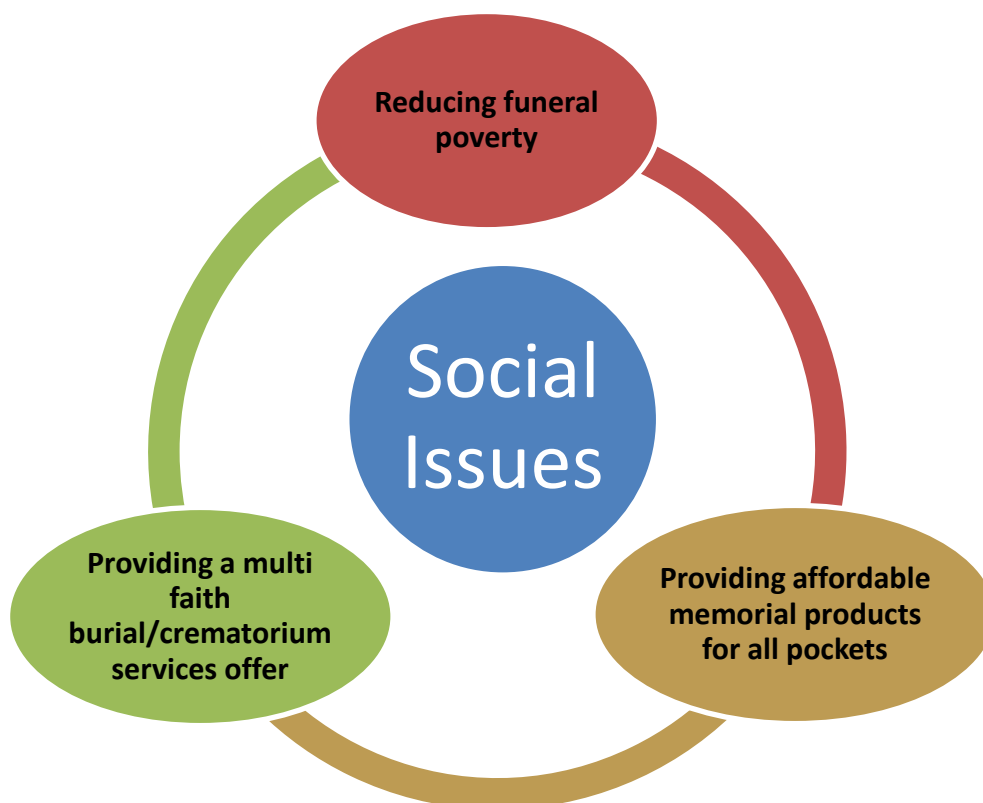 Reducing funeral
poverty
Social
Issues
Providing a multi
faith
burial/crematorium
services offer
Providing affordable
memorial products
for all pockets